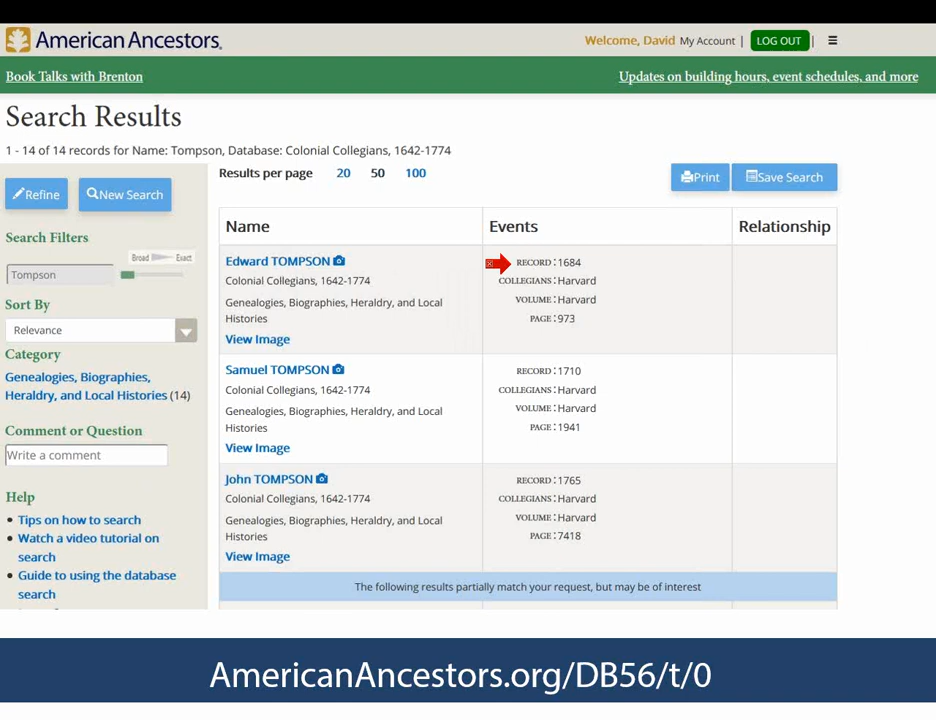 American Ancestors.
Welcome, David My Account | LOG OUT | ☰
Book Talks with Brenton
Updates on building hours, event schedules, and more
Search Results
1 - 14 of 14 records for Name: Tompson, Database: Colonial Collegians, 1642-1774
Refine
New Search
Search Filters
Broad
Exact
Tompson
Sort By
Relevance
Category
Genealogies, Biographies,
Heraldry, and Local Histories (14)
Comment or Question
Write a comment
Help
• Tips on how to search
• Watch a video tutorial on
search
• Guide to using the database
search
Results per page 20 50 100
Print
Save Search
Name Events Relationship
Edward TOMPSON
Colonial Collegians, 1642-1774
Genealogies, Biographies, Heraldry, and Local
Histories
View Image
RECORD: 1684
COLLEGIANS: Harvard
VOLUME: Harvard
PAGE: 973
Samuel TOMPSON
Colonial Collegians, 1642-1774
Genealogies, Biographies, Heraldry, and Local
Histories
View Image
RECORD: 1710
COLLEGIANS: Harvard
VOLUME: Harvard
PAGE: 1941
John TOMPSON
Colonial Collegians, 1642-1774
Genealogies, Biographies, Heraldry, and Local
Histories
View Image
RECORD: 1765
COLLEGIANS: Harvard
VOLUME: Harvard
PAGE: 7418
The following results partially match your request, but may be of interest
AmericanAncestors.org/DB56/t/0